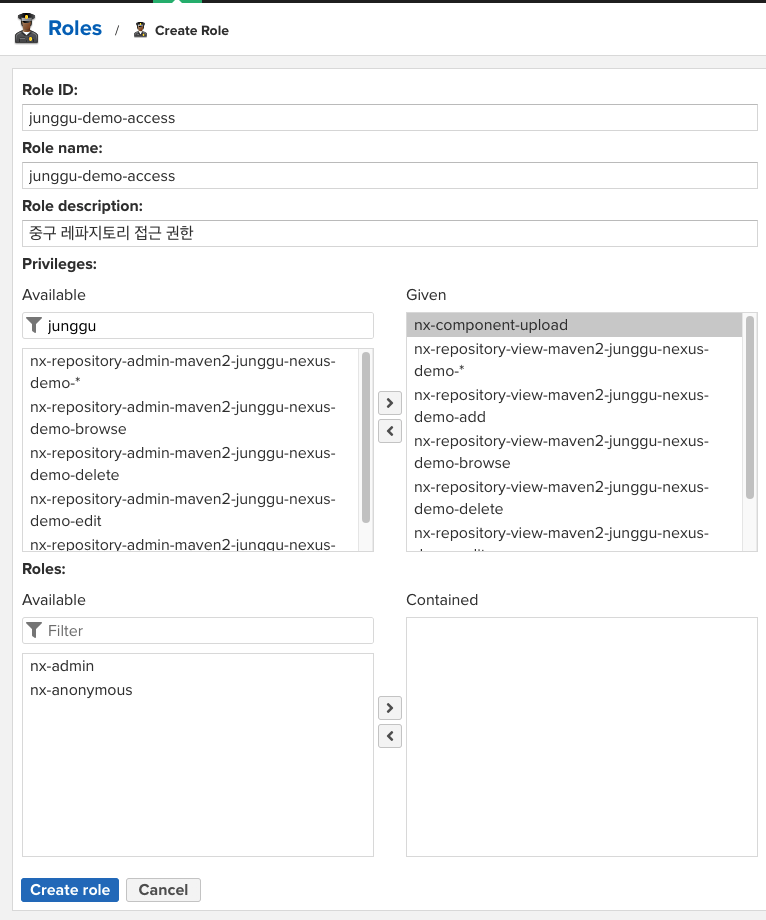 Roles / Create Role
Role ID:
junggu-demo-access
Role name:
junggu-demo-access
Role description:
중구 레파지토리 접근 권한
Privileges:
Available
junggu
nx-repository-admin-maven2-junggu-nexus-
demo-*
nx-repository-admin-maven2-junggu-nexus-
demo-browse
nx-repository-admin-maven2-junggu-nexus-
demo-delete
nx-repository-admin-maven2-junggu-nexus-
demo-edit
nx-repository-admin-maven2-junggu-nexus-
Given
nx-component-upload
nx-repository-view-maven2-junggu-nexus-
demo-*
nx-repository-view-maven2-junggu-nexus-
demo-add
nx-repository-view-maven2-junggu-nexus-
demo-browse
nx-repository-view-maven2-junggu-nexus-
demo-delete
nx-repository-view-maven2-junggu-nexus-
Roles:
Available
Filter
nx-admin
nx-anonymous
Contained
Create role
Cancel